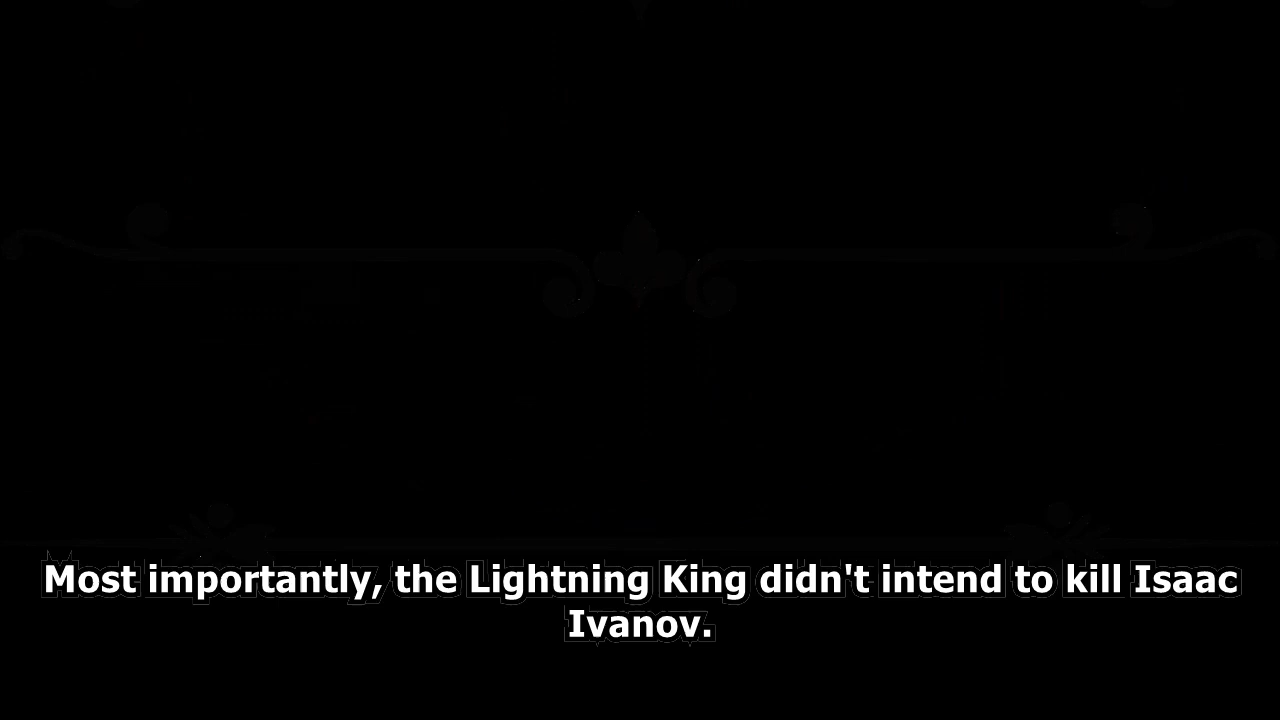 Most importantly, the Lightning King didn't intend to kill Isaac
Ivanov.